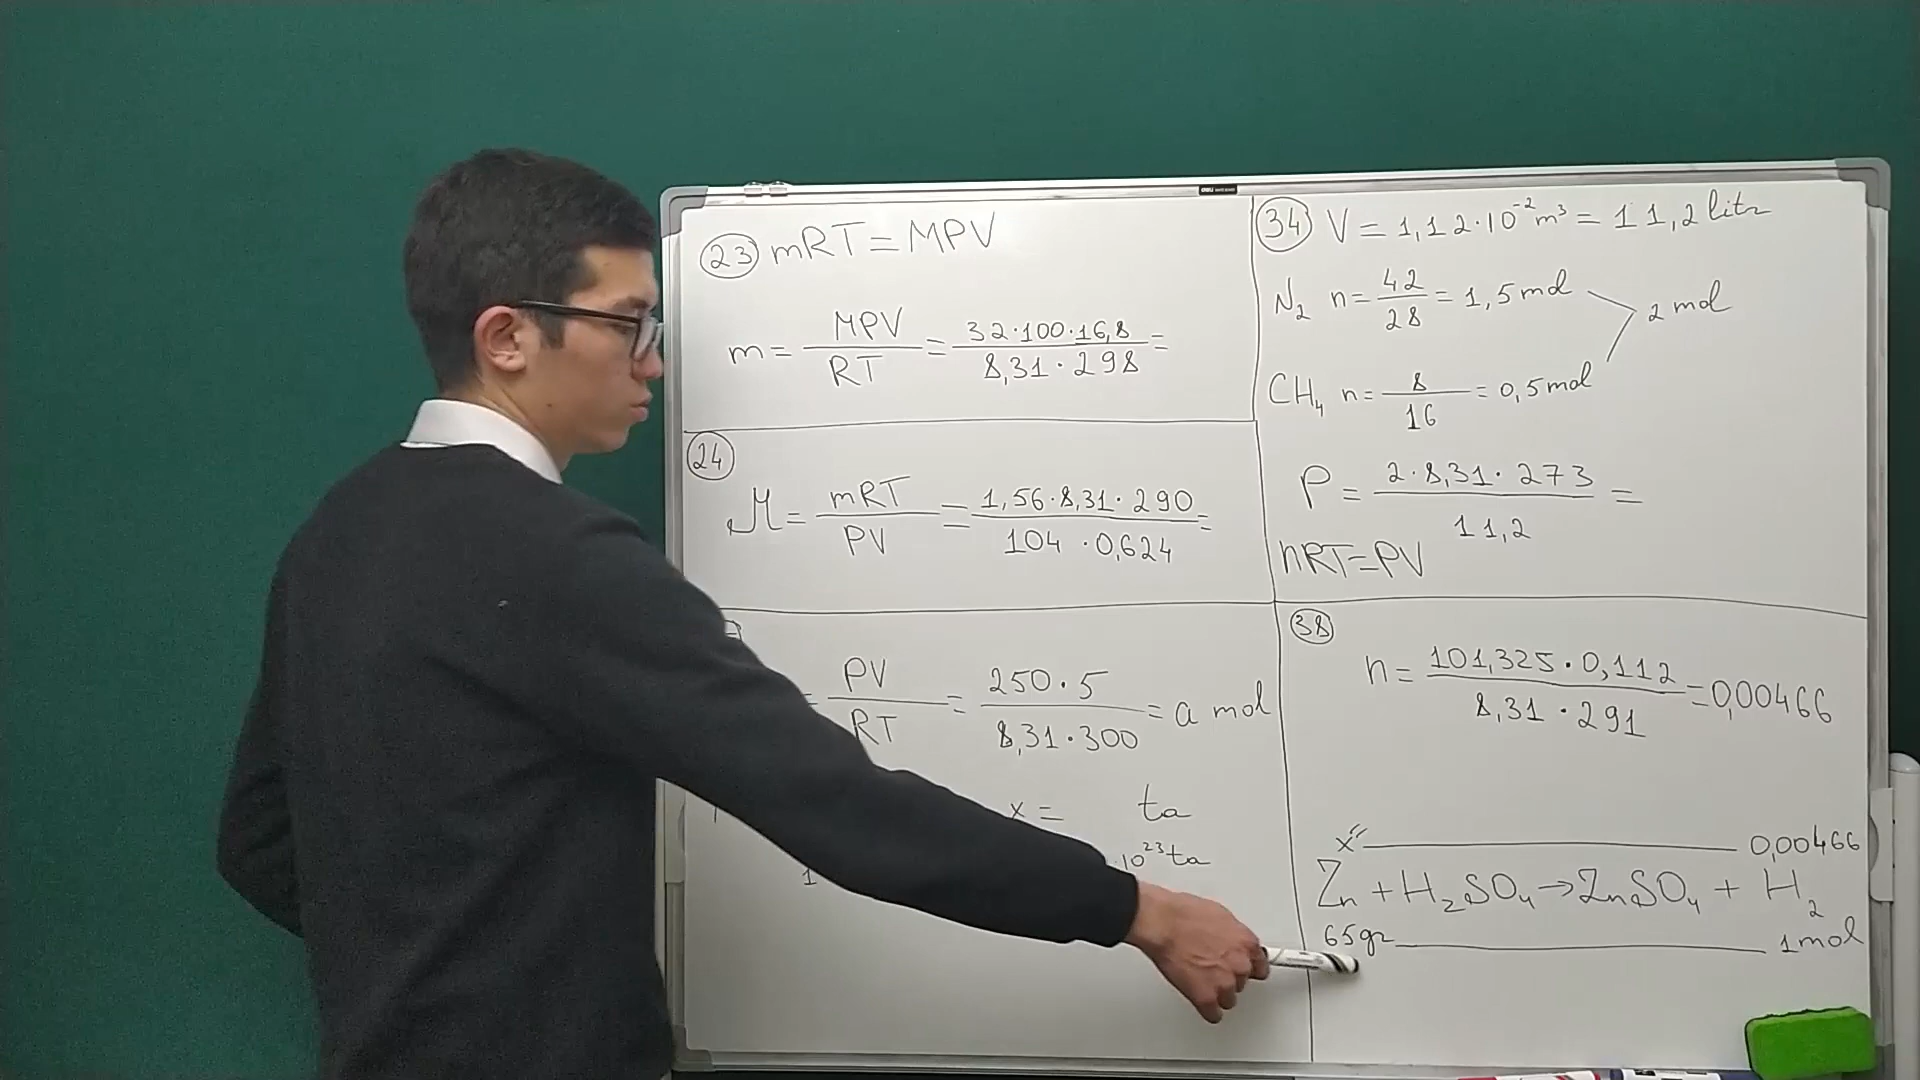 23 mRT = MPV
m = MPV/RT = 32·100·16,8/8,31·298 =
24
M = mRT/PV = 1,56·8,31·290/104·0,624 =
= PV/RT = 250·5/8,31·300 = a mol
x = ta
1 ·10²³ta
34 V = 1,12·10⁻² m³ = 11,2 litr
N₂ n = 42/28 = 1,5 mol
2 mol
CH₄ n = 8/16 = 0,5 mol
P = 2·8,31·273/11,2 =
nRT = PV
38
n = 101,325·0,112/8,31·291 = 0,00466
x 0,00466
Zn + H₂SO₄ → ZnSO₄ + H₂
65gr 1mol